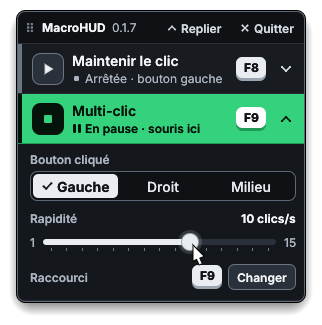 MacroHUD 0.1.7 Replier Quitter
Maintenir le clic
Arrêtée · bouton gauche
F8
Multi-clic
En pause · souris ici
F9
Bouton cliqué
Gauche Droit Milieu
Rapidité 10 clics/s
1 15
Raccourci F9 Changer